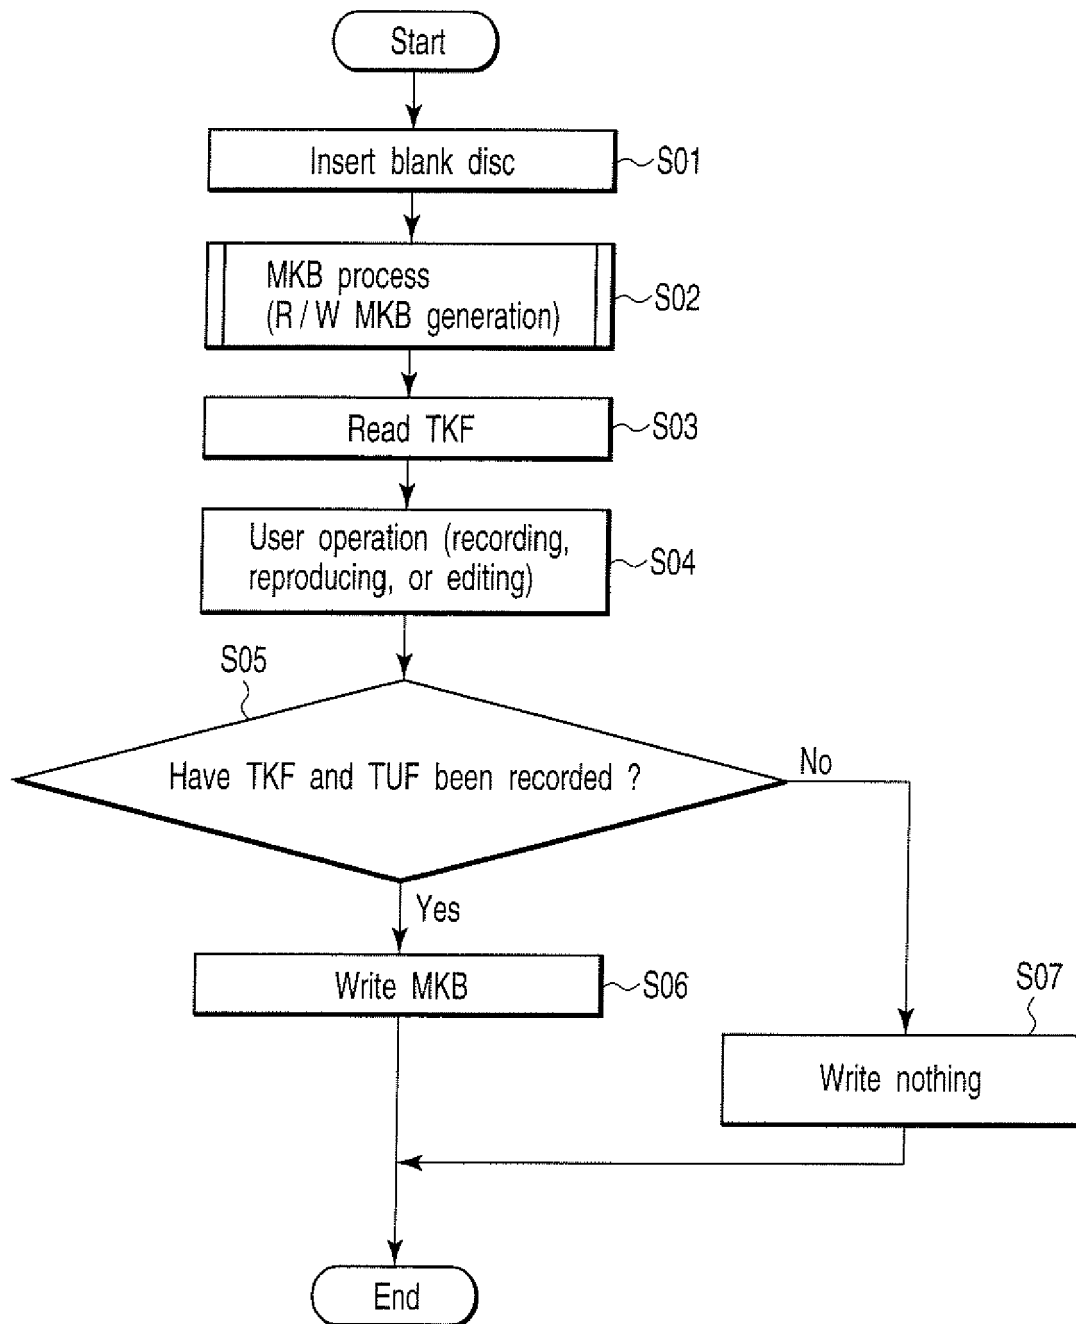 Start
Insert blank disc
S01
MKB process
(R/W MKB generation)
S02
Read TKF
S03
User operation (recording,
reproducing, or editing)
S04
S05
Have TKF and TUF been recorded ?
No
Yes
Write MKB
S06
S07
Write nothing
End